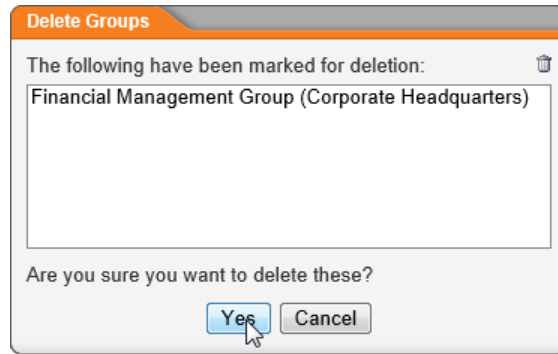 Delete Groups
The following have been marked for deletion:
Financial Management Group (Corporate Headquarters)
Are you sure you want to delete these?
Yes Cancel